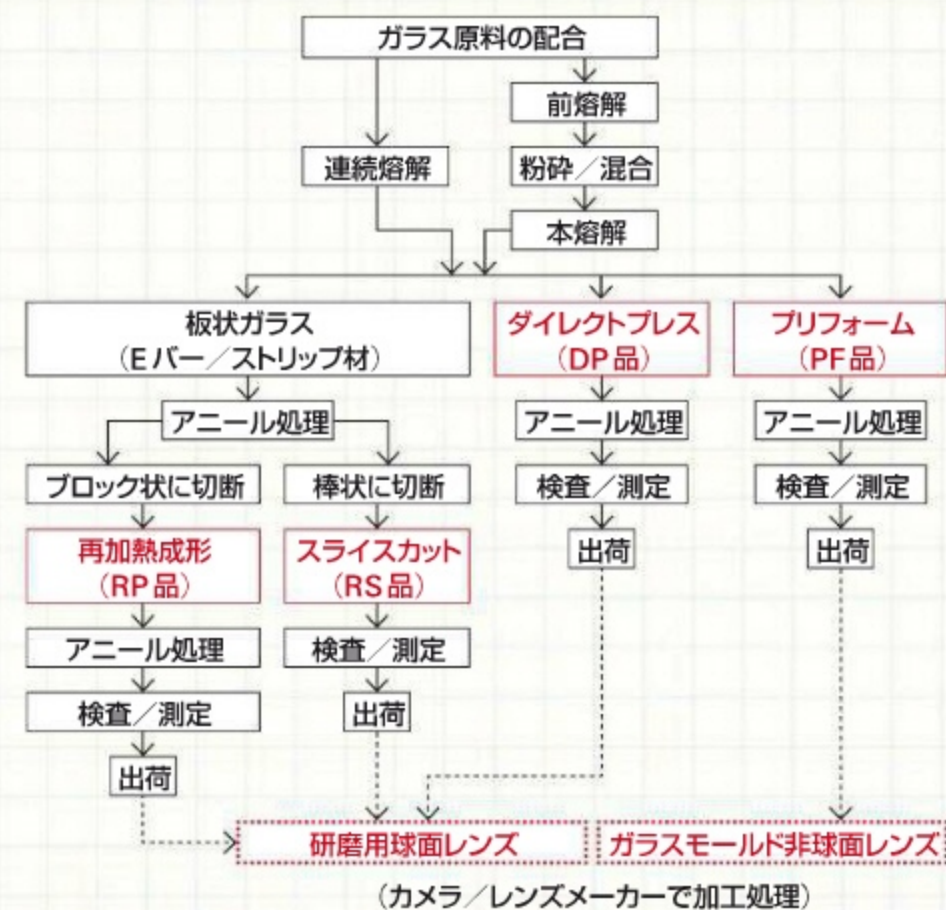 ガラス原料の配合
前熔解
連続熔解
粉砕/混合
本熔解
板状ガラス
(Eバー/ストリップ材)
ダイレクトプレス
(DP品)
プリフォーム
(PF品)
アニール処理
アニール処理
アニール処理
ブロック状に切断
棒状に切断
検査/測定
検査/測定
再加熱成形
(RP品)
スライスカット
(RS品)
出荷
出荷
アニール処理
検査/測定
検査/測定
出荷
出荷
研磨用球面レンズ
ガラスモールド非球面レンズ
(カメラ/レンズメーカーで加工処理)